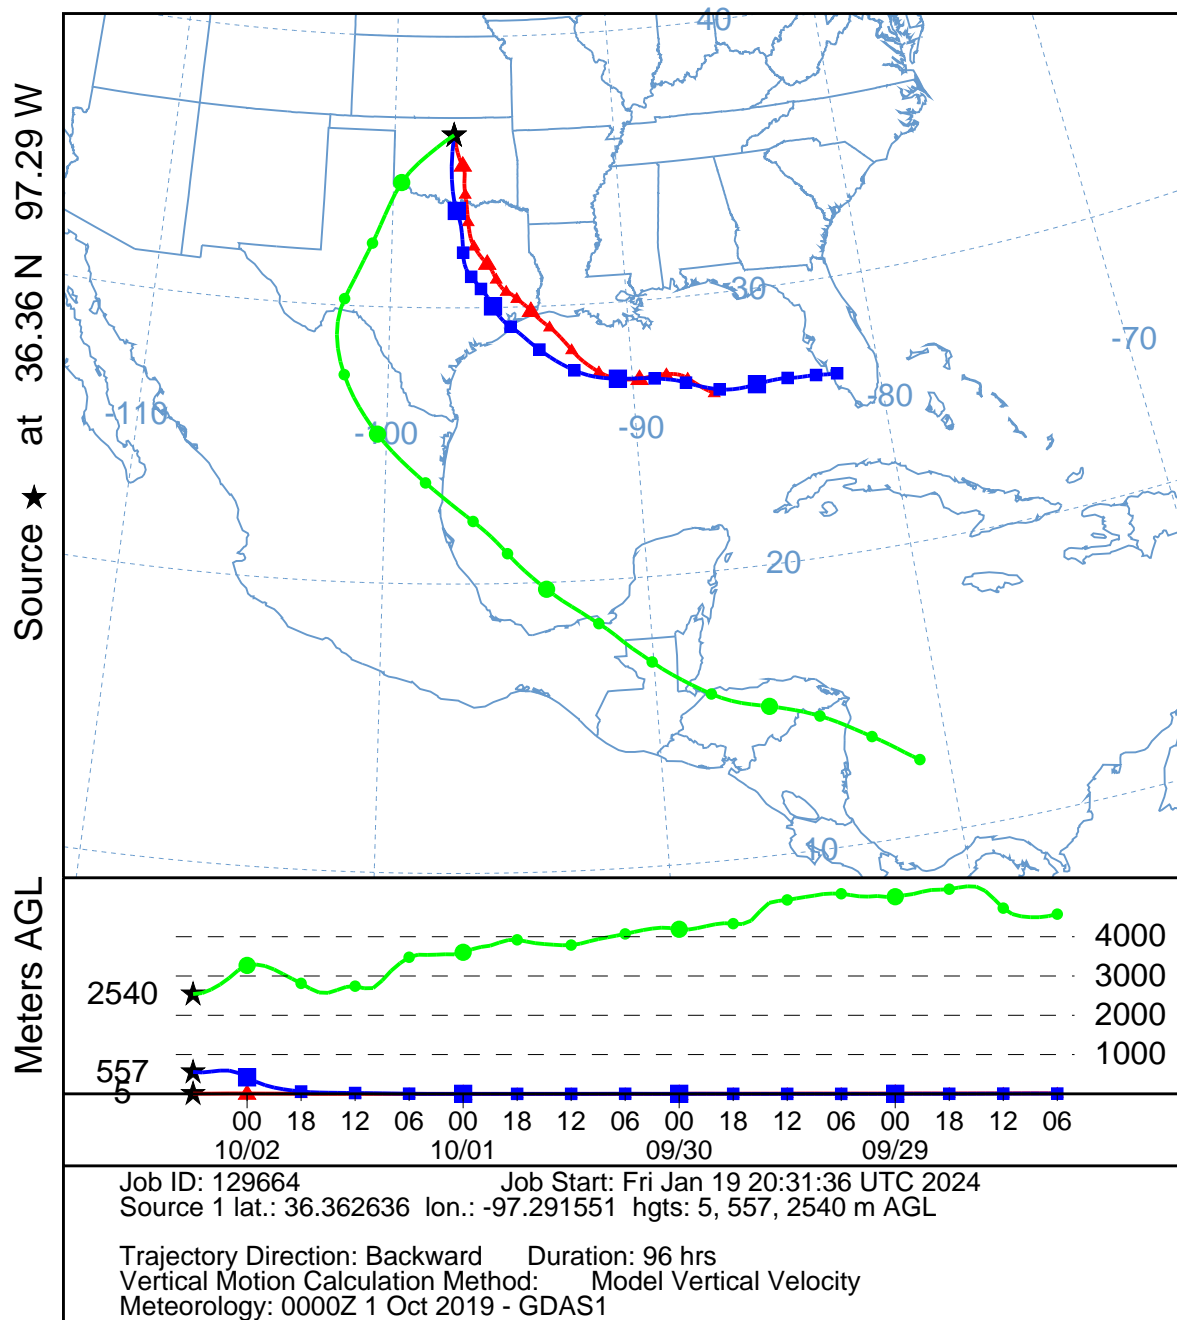 Source ★ at 36.36 N 97.29 W
40
-70
30
-80
-110
-100
-90
20
10
Meters AGL
4000
3000
2000
1000
2540
557
5
00 18 12 06 00 18 12 06 00 18 12 06 00 18 12 06
10/02 10/01 09/30 09/29
Job ID: 129664 Job Start: Fri Jan 19 20:31:36 UTC 2024
Source 1 lat.: 36.362636 lon.: -97.291551 hgts: 5, 557, 2540 m AGL
Trajectory Direction: Backward Duration: 96 hrs
Vertical Motion Calculation Method: Model Vertical Velocity
Meteorology: 0000Z 1 Oct 2019 - GDAS1